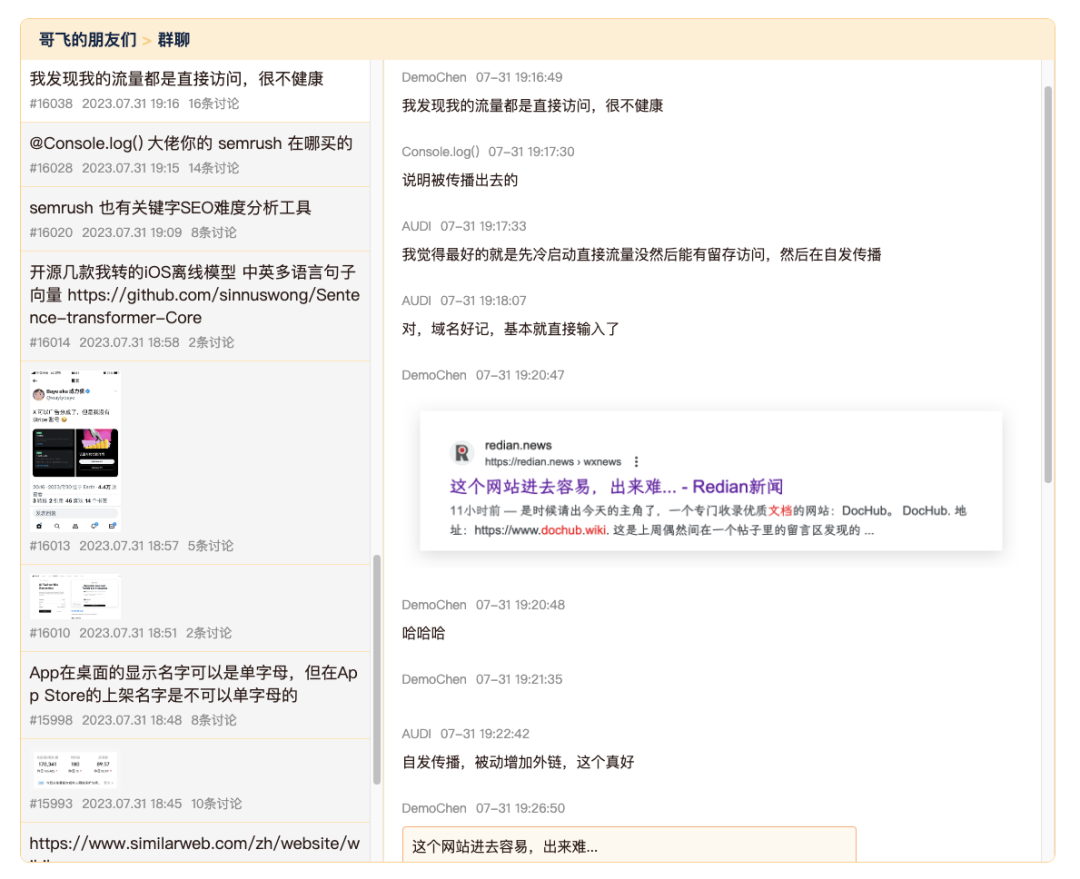 哥飞的朋友们 > 群聊
我发现我的流量都是直接访问，很不健康
#16038 2023.07.31 19:16 16条讨论
@Console.log() 大佬你的 semrush 在哪买的
#16028 2023.07.31 19:15 14条讨论
semrush 也有关键字SEO难度分析工具
#16020 2023.07.31 19:09 8条讨论
开源几款我转的iOS离线模型 中英多语言句子
向量 https://github.com/sinnuswong/Sente
nce-transformer-Core
#16014 2023.07.31 18:58 2条讨论
#16013 2023.07.31 18:57 5条讨论
#16010 2023.07.31 18:51 2条讨论
App在桌面的显示名字可以是单字母，但在Ap
p Store的上架名字是不可以单字母的
#15998 2023.07.31 18:48 8条讨论
170,341 180 89.57
#15993 2023.07.31 18:45 10条讨论
https://www.similarweb.com/zh/website/w
DemoChen 07-31 19:16:49
我发现我的流量都是直接访问，很不健康
Console.log() 07-31 19:17:30
说明被传播出去的
AUDI 07-31 19:17:33
我觉得最好的就是先冷启动直接流量没然后能有留存访问，然后在自发传播
AUDI 07-31 19:18:07
对，域名好记，基本就直接输入了
DemoChen 07-31 19:20:47
redian.news
https://redian.news › wxnews
这个网站进去容易，出来难... - Redian新闻
11小时前 — 是时候请出今天的主角了，一个专门收录优质文档的网站：DocHub。 DocHub. 地
址：https://www.dochub.wiki. 这是上周偶然间在一个帖子里的留言区发现的 ...
DemoChen 07-31 19:20:48
哈哈哈
DemoChen 07-31 19:21:35
AUDI 07-31 19:22:42
自发传播，被动增加外链，这个真好
DemoChen 07-31 19:26:50
这个网站进去容易，出来难...